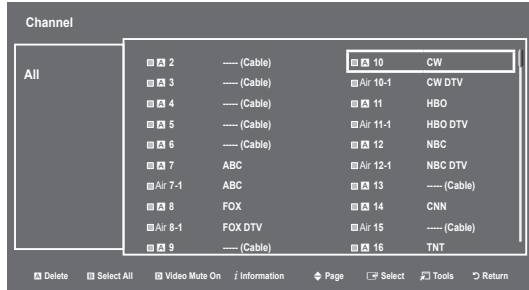 Channel
All
A 2 ----- (Cable)
A 3 ----- (Cable)
A 4 ----- (Cable)
A 5 ----- (Cable)
A 6 ----- (Cable)
A 7 ABC
Air 7-1 ABC
A 8 FOX
Air 8-1 FOX DTV
A 9 ----- (Cable)
A 10 CW
Air 10-1 CW DTV
A 11 HBO
Air 11-1 HBO DTV
A 12 NBC
Air 12-1 NBC DTV
A 13 ----- (Cable)
A 14 CNN
Air 15 ----- (Cable)
A 16 TNT
A Delete B Select All D Video Mute On i Information Page Select Tools Return